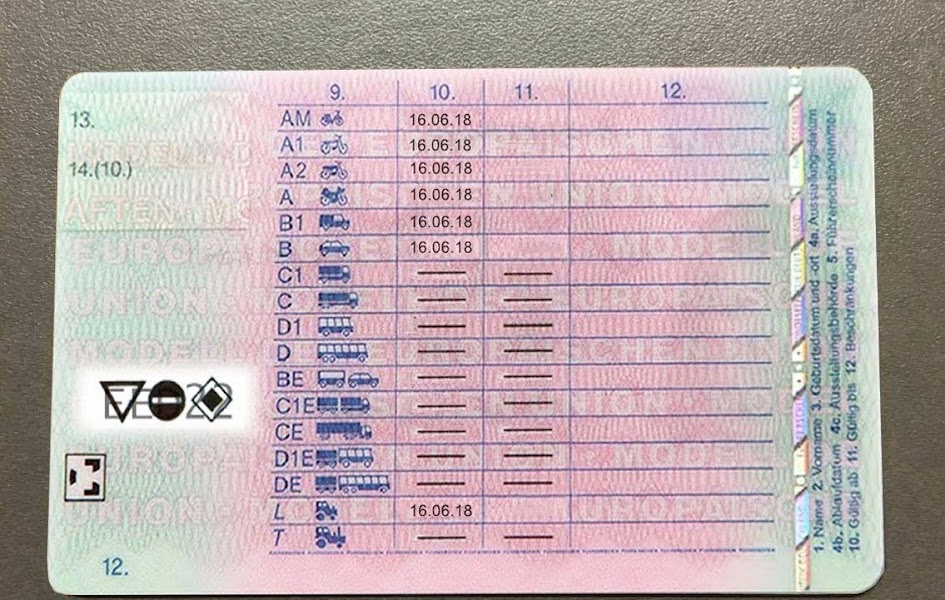 9. 10. 11. 12.
13.
14.(10.)
AM 16.06.18
A1 16.06.18
A2 16.06.18
A 16.06.18
B1 16.06.18
B 16.06.18
C1 — —
C — —
D1 — —
D — —
BE — —
C1E — —
CE — —
D1E — —
DE — —
L 16.06.18
T — —
12.
1. Name 2. Vorname 3. Geburtsdatum und -ort 4a. Ausstellungsdatum
4b. Ablaufdatum 4c. Ausstellungsbehörde 5. Führerscheinnummer
10. Gültig ab 11. Gültig bis 12. Beschränkungen